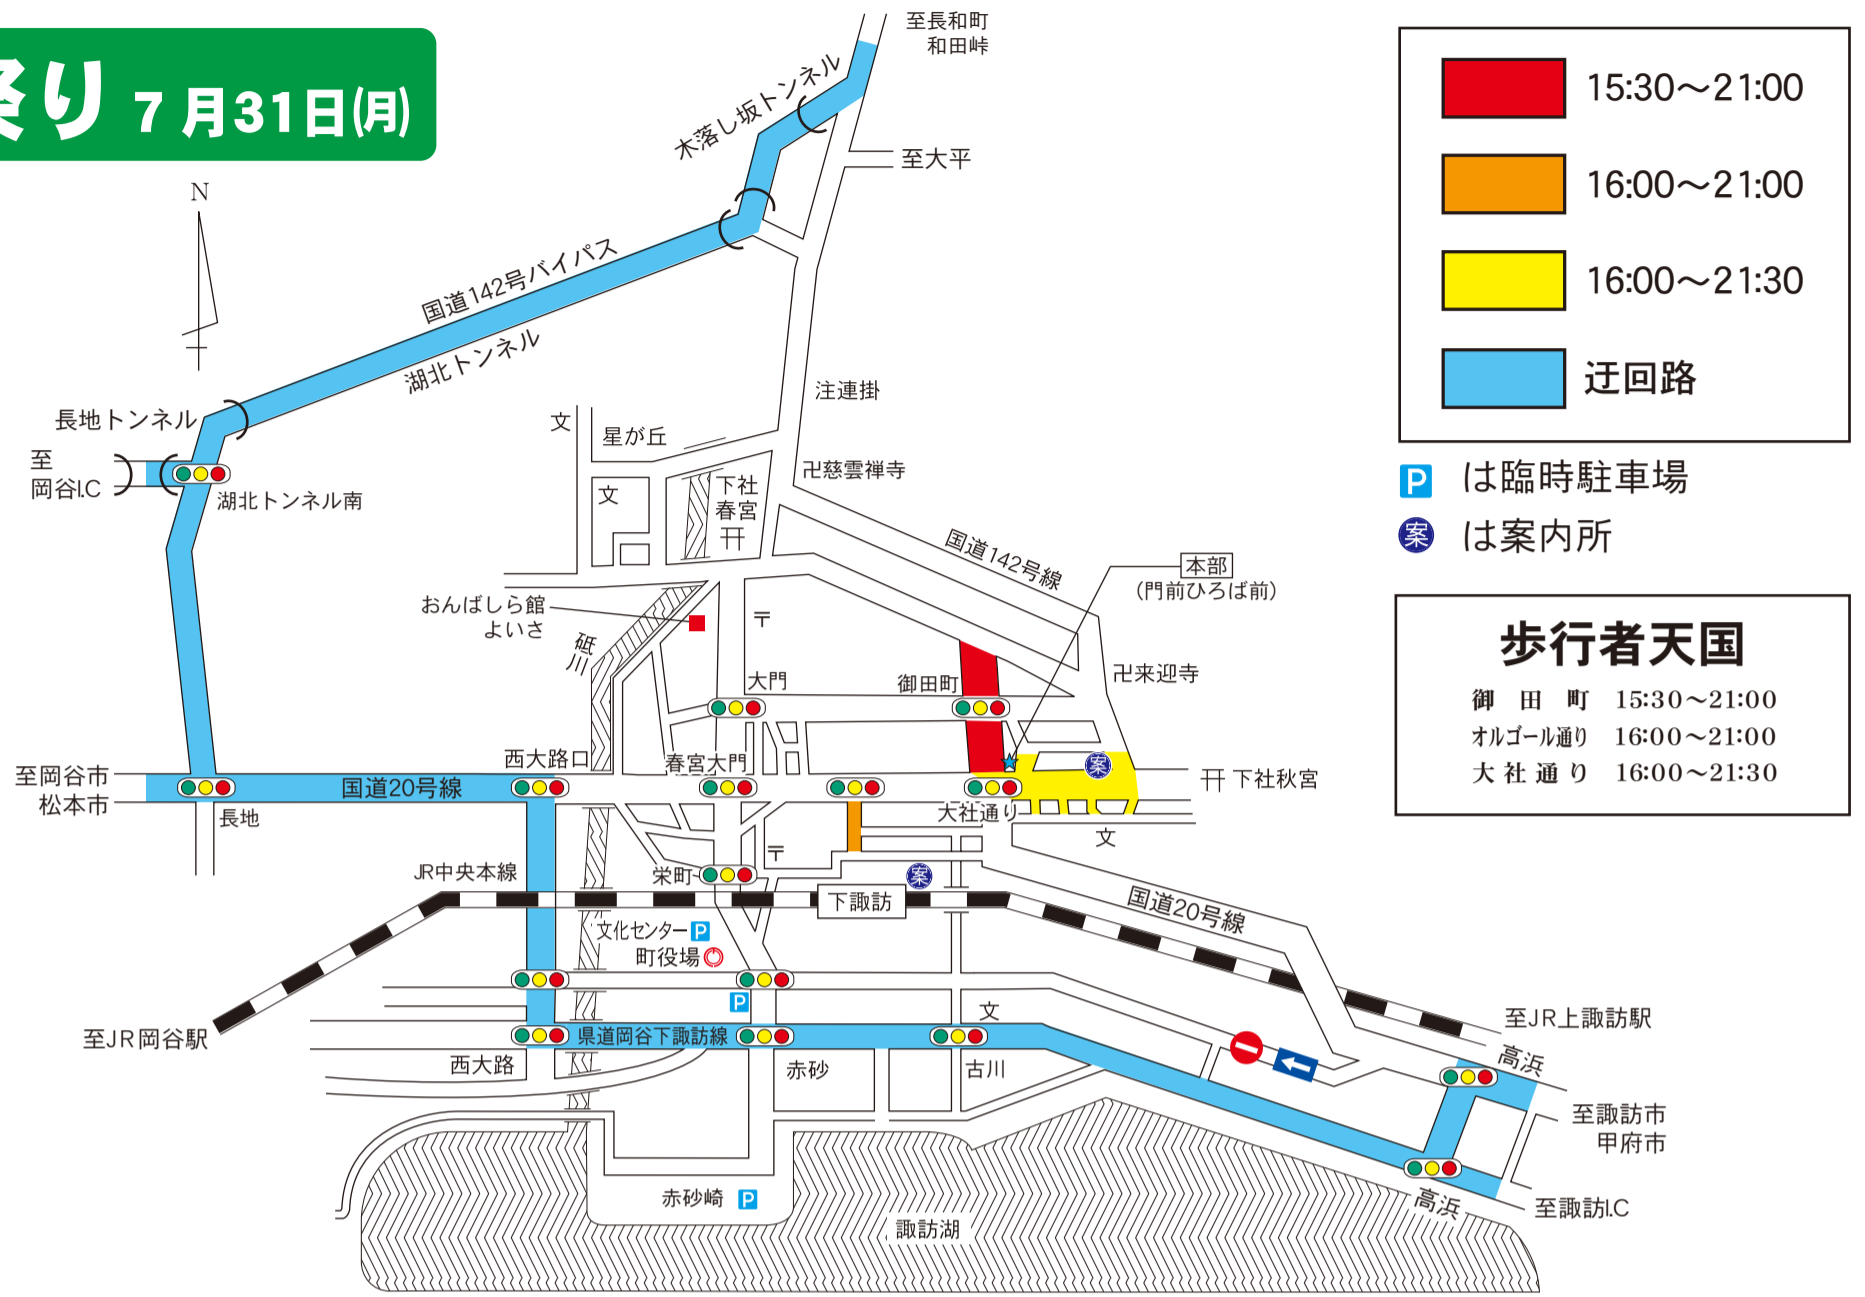 祭り 7月31日(月)
至長和町
和田峠
木落し坂トンネル
至大平
N
国道142号バイパス
湖北トンネル
長地トンネル
至
岡谷I.C
湖北トンネル南
注連掛
文
星が丘
文
下社
春宮
卍慈雲禅寺
国道142号線
本部
(門前ひろば前)
おんばしら館
よいさ
砥川
〒
大門
御田町
卍来迎寺
至岡谷市
松本市
国道20号線
西大路口
春宮大門
案
下社秋宮
長地
大社通り
文
JR中央本線
栄町
〒
案
下諏訪
国道20号線
文化センター P
町役場
P
文
至JR岡谷駅
県道岡谷下諏訪線
西大路
赤砂
古川
至JR上諏訪駅
高浜
至諏訪市
甲府市
赤砂崎 P
諏訪湖
高浜
至諏訪I.C
15:30〜21:00
16:00〜21:00
16:00〜21:30
迂回路
P は臨時駐車場
案 は案内所
歩行者天国
御田町 15:30〜21:00
オルゴール通り 16:00〜21:00
大社通り 16:00〜21:30